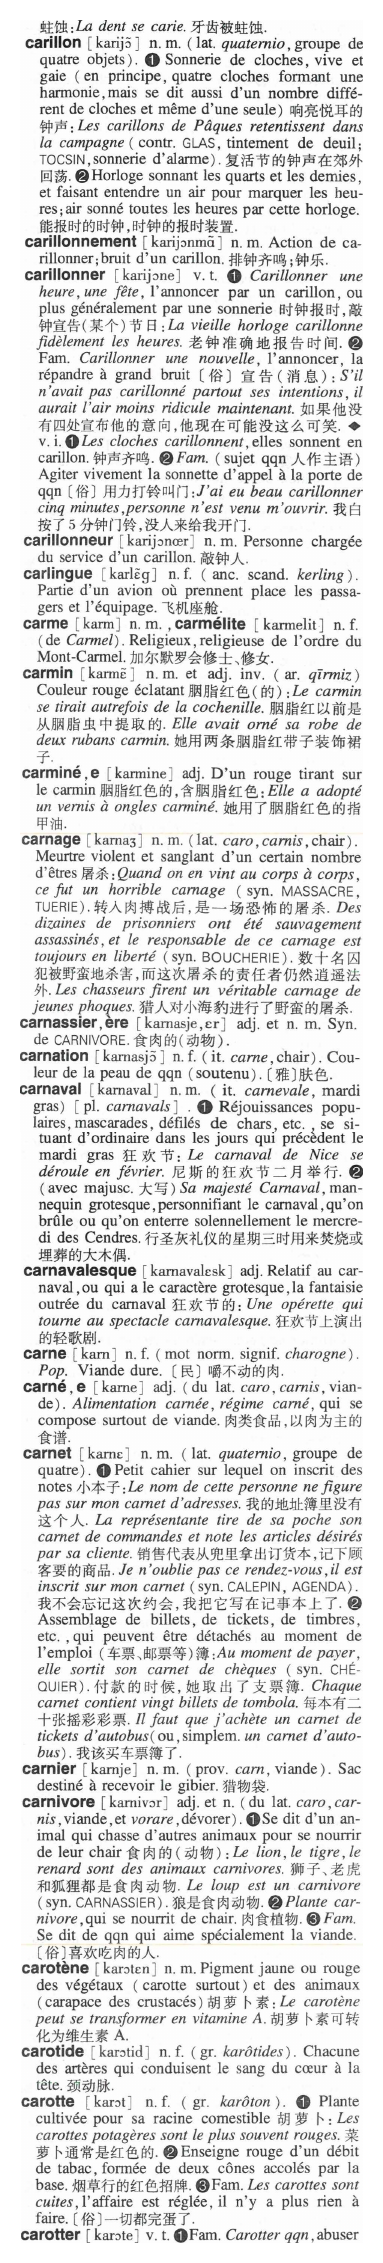 蛀蚀:La dent se carie. 牙齿被蛀蚀.
carillon [karijɔ̃] n. m. (lat. quaternio, groupe de
quatre objets). ❶ Sonnerie de cloches, vive et
gaie ( en principe, quatre cloches formant une
harmonie, mais se dit aussi d'un nombre diffé-
rent de cloches et même d'une seule) 响亮悦耳的
钟声: Les carillons de Pâques retentissent dans
la campagne ( contr. GLAS, tintement de deuil;
TOCSIN, sonnerie d'alarme). 复活节的钟声在郊外
回荡. ❷ Horloge sonnant les quarts et les demies,
et faisant entendre un air pour marquer les heu-
res; air sonné toutes les heures par cette horloge.
能报时的时钟,时钟的报时装置.
carillonnement [karijɔnmɑ̃] n. m. Action de ca-
rillonner; bruit d'un carillon. 排钟齐鸣;钟乐.
carillonner [karijɔne] v. t. ❶ Carillonner une
heure, une fête, l'annoncer par un carillon, ou
plus généralement par une sonnerie 时钟报时,敲
钟宣告(某个)节日: La vieille horloge carillonne
fidèlement les heures. 老钟准确地报告时间. ❷
Fam. Carillonner une nouvelle, l'annoncer, la
répandre à grand bruit 〔俗〕宣告(消息): S'il
n'avait pas carillonné partout ses intentions, il
aurait l'air moins ridicule maintenant. 如果他没
有四处宣布他的意向,他现在可能没这么可笑. ◆
v. i. ❶ Les cloches carillonnent, elles sonnent en
carillon. 钟声齐鸣. ❷ Fam. (sujet qqn 人作主语)
Agiter vivement la sonnette d'appel à la porte de
qqn〔俗〕用力打铃叫门: J'ai eu beau carillonner
cinq minutes, personne n'est venu m'ouvrir. 我白
按了5分钟门铃,没人来给我开门.
carillonneur [karijɔnœr] n. m. Personne chargée
du service d'un carillon. 敲钟人.
carlingue [karlɛ̃g] n. f. ( anc. scand. kerling ).
Partie d'un avion où prennent place les passa-
gers et l'équipage. 飞机座舱.
carme [karm] n. m. , carmélite [karmelit] n. f.
(de Carmel). Religieux, religieuse de l'ordre du
Mont-Carmel. 加尔默罗会修士、修女.
carmin [karmɛ̃] n. m. et adj. inv. ( ar. qīrmiz)
Couleur rouge éclatant 胭脂红色(的): Le carmin
se tirait autrefois de la cochenille. 胭脂红以前是
从胭脂虫中提取的. Elle avait orné sa robe de
deux rubans carmin. 她用两条胭脂红带子装饰裙
子.
carminé, e [karmine] adj. D'un rouge tirant sur
le carmin 胭脂红色的,含胭脂红色: Elle a adopté
un vernis à ongles carminé. 她用了胭脂红色的指
甲油.
carnage [karnaʒ] n. m. (lat. caro, carnis, chair).
Meurtre violent et sanglant d'un certain nombre
d'êtres 屠杀: Quand on en vint au corps à corps,
ce fut un horrible carnage ( syn. MASSACRE,
TUERIE). 转入肉搏战后,是一场恐怖的屠杀. Des
dizaines de prisonniers ont été sauvagement
assassinés, et le responsable de ce carnage est
toujours en liberté ( syn. BOUCHERIE). 数十名囚
犯被野蛮地杀害,而这次屠杀的责任者仍然逍遥法
外. Les chasseurs firent un véritable carnage de
jeunes phoques. 猎人对小海豹进行了野蛮的屠杀.
carnassier, ère [karnasje, ɛr] adj. et n. m. Syn.
de CARNIVORE. 食肉的(动物).
carnation [karnasjɔ̃] n. f. (it. carne, chair). Cou-
leur de la peau de qqn (soutenu).〔雅〕肤色.
carnaval [karnaval] n. m. ( it. carnevale, mardi
gras) [pl. carnavals] . ❶ Réjouissances popu-
laires, mascarades, défilés de chars, etc. , se si-
tuant d'ordinaire dans les jours qui précèdent le
mardi gras 狂欢节: Le carnaval de Nice se
déroule en février. 尼斯的狂欢节二月举行. ❷
(avec majusc. 大写) Sa majesté Carnaval, man-
nequin grotesque, personnifiant le carnaval, qu'on
brûle ou qu'on enterre solennellement le mercre-
di des Cendres. 行圣灰礼仪的星期三时用来焚烧或
埋葬的大木偶.
carnavalesque [karnavalɛsk] adj. Relatif au car-
naval, ou qui a le caractère grotesque, la fantaisie
outrée du carnaval 狂欢节的: Une opérette qui
tourne au spectacle carnavalesque. 狂欢节上演出
的轻歌剧.
carne [karn] n. f. ( mot norm. signif. charogne).
Pop. Viande dure. 〔民〕嚼不动的肉.
carné, e [karne] adj. ( du lat. caro, carnis, vian-
de). Alimentation carnée, régime carné, qui se
compose surtout de viande. 肉类食品,以肉为主的
食谱.
carnet [karnɛ] n. m. ( lat. quaternio, groupe de
quatre). ❶ Petit cahier sur lequel on inscrit des
notes 小本子: Le nom de cette personne ne figure
pas sur mon carnet d'adresses. 我的地址簿里没有
这个人. La représentante tire de sa poche son
carnet de commandes et note les articles désirés
par sa cliente. 销售代表从兜里拿出订货本,记下顾
客要的商品. Je n'oublie pas ce rendez-vous, il est
inscrit sur mon carnet (syn. CALEPIN, AGENDA).
我不会忘记这次约会,我把它写在记事本上了. ❷
Assemblage de billets, de tickets, de timbres,
etc. , qui peuvent être détachés au moment de
l'emploi (车票、邮票等)簿: Au moment de payer,
elle sortit son carnet de chèques ( syn. CHÉ-
QUIER). 付款的时候,她取出了支票簿. Chaque
carnet contient vingt billets de tombola. 每本有二
十张摇彩彩票. Il faut que j'achète un carnet de
tickets d'autobus (ou, simplem. un carnet d'auto-
bus). 我该买车票簿了.
carnier [karnje] n. m. ( prov. carn, viande). Sac
destiné à recevoir le gibier. 猎物袋.
carnivore [karnivɔr] adj. et n. ( du lat. caro, car-
nis, viande, et vorare, dévorer). ❶ Se dit d'un an-
imal qui chasse d'autres animaux pour se nourrir
de leur chair 食肉的(动物): Le lion, le tigre, le
renard sont des animaux carnivores. 狮子、老虎
和狐狸都是食肉动物. Le loup est un carnivore
(syn. CARNASSIER). 狼是食肉动物. ❷ Plante car-
nivore, qui se nourrit de chair. 肉食植物. ❸ Fam.
Se dit de qqn qui aime spécialement la viande.
〔俗〕喜欢吃肉的人.
carotène [karɔtɛn] n. m. Pigment jaune ou rouge
des végétaux ( carotte surtout) et des animaux
(carapace des crustacés) 胡萝卜素: Le carotène
peut se transformer en vitamine A. 胡萝卜素可转
化为维生素 A.
carotide [karɔtid] n. f. ( gr. karôtides). Chacune
des artères qui conduisent le sang du cœur à la
tête. 颈动脉.
carotte [karɔt] n. f. ( gr. karôton ). ❶ Plante
cultivée pour sa racine comestible 胡萝卜: Les
carottes potagères sont le plus souvent rouges. 菜
萝卜通常是红色的. ❷ Enseigne rouge d'un débit
de tabac, formée de deux cônes accolés par la
base. 烟草行的红色招牌. ❸ Fam. Les carottes sont
cuites, l'affaire est réglée, il n'y a plus rien à
faire. 〔俗〕一切都完蛋了.
carotter [karɔte] v. t. ❶ Fam. Carotter qqn, abuser